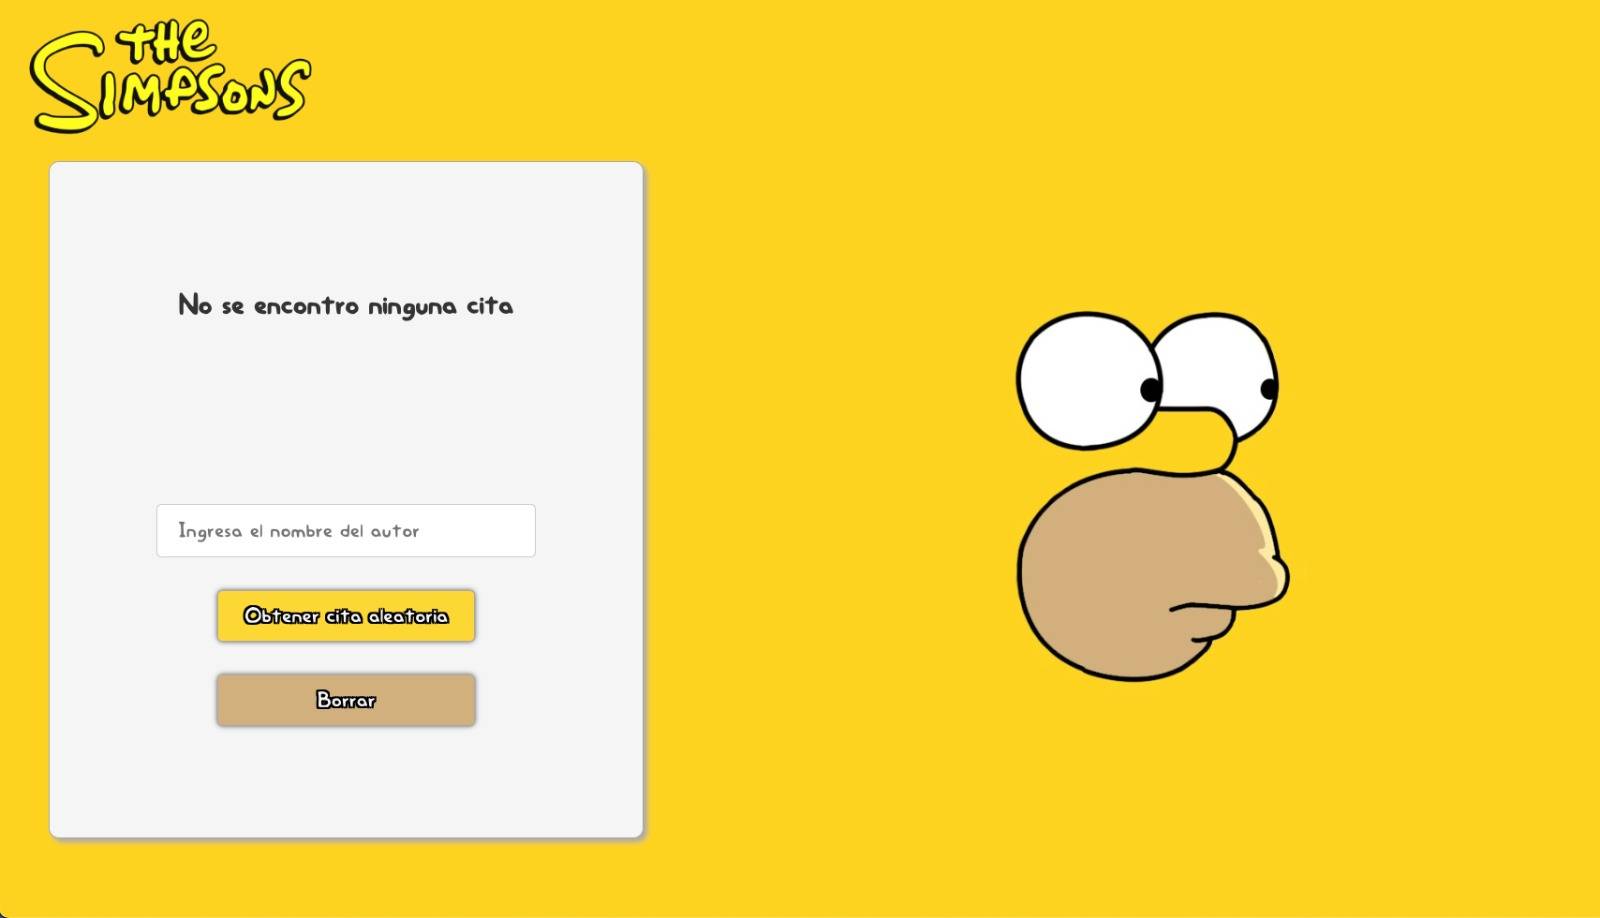 THE
SIMPSONS
No se encontro ninguna cita
Ingresa el nombre del autor
Obtener cita aleatoria
Borrar